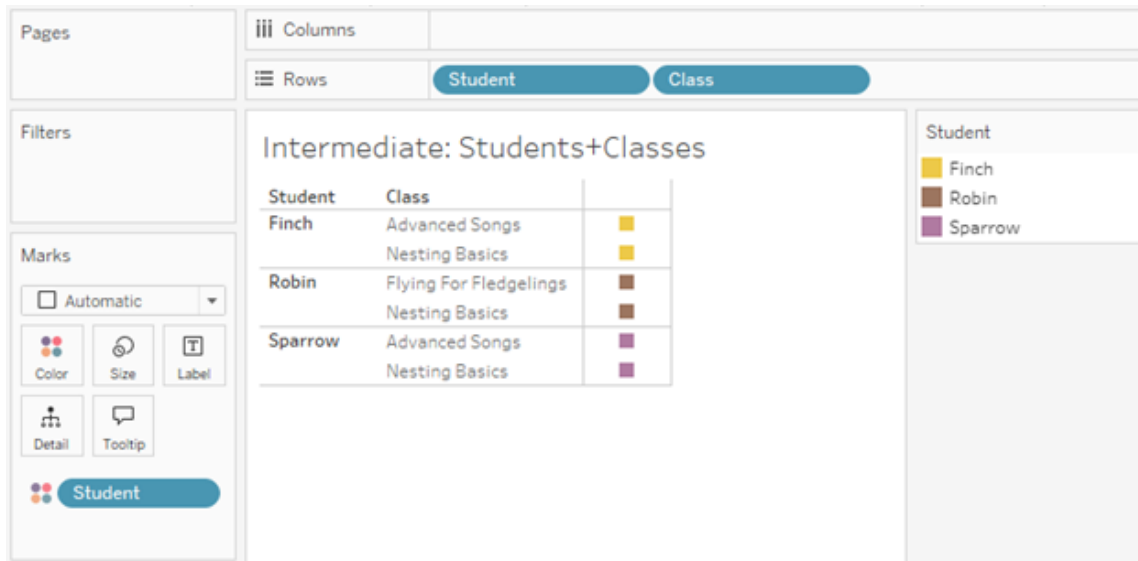 Pages
Columns
Rows
Student
Class
Filters
Marks
Automatic
Color
Size
Label
Detail
Tooltip
Student
Intermediate: Students+Classes
Student Class
Finch Advanced Songs
Nesting Basics
Robin Flying For Fledgelings
Nesting Basics
Sparrow Advanced Songs
Nesting Basics
Student
Finch
Robin
Sparrow